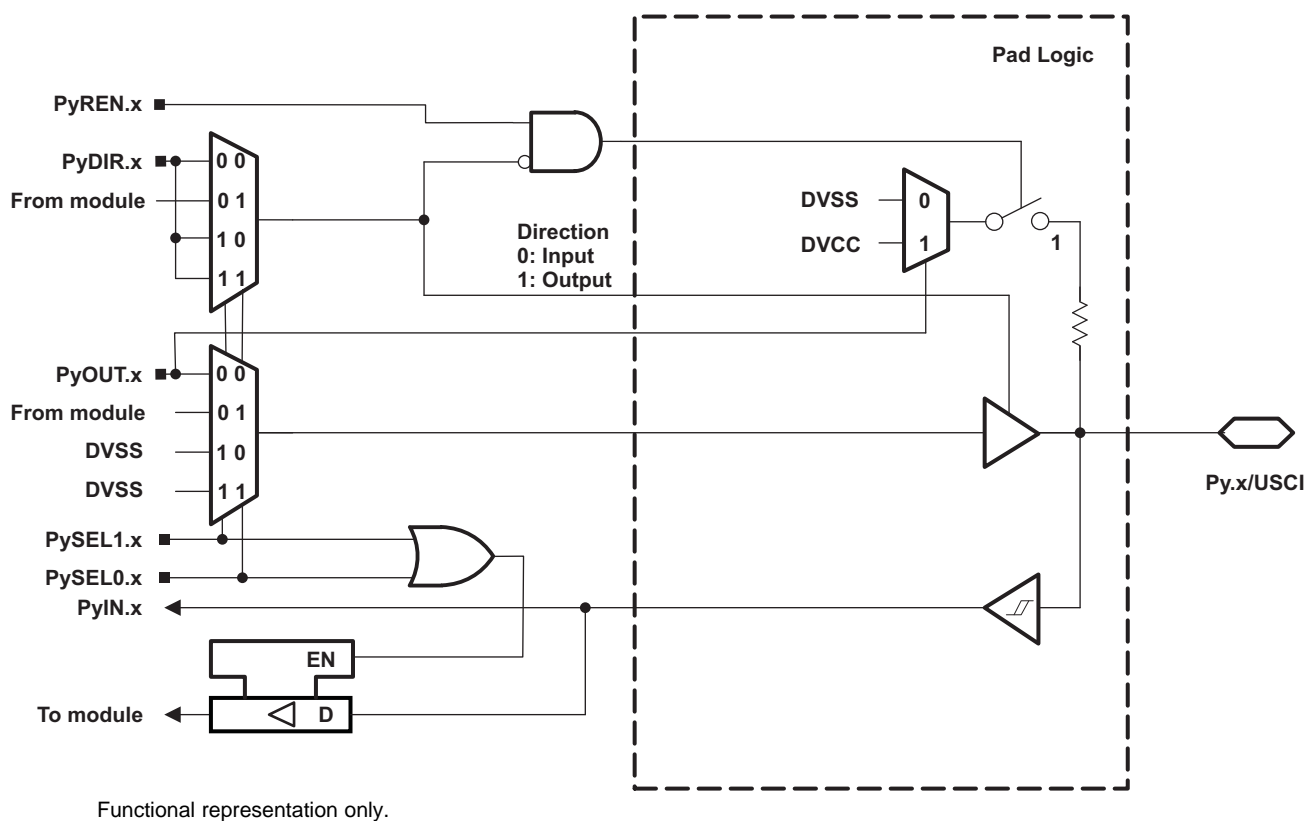 Pad Logic
PyREN.x
PyDIR.x
0 0
From module
0 1
1 0
1 1
Direction
0: Input
1: Output
DVSS
0
DVCC
1
1
PyOUT.x
0 0
From module
0 1
DVSS
1 0
DVSS
1 1
Py.x/USCI
PySEL1.x
PySEL0.x
PyIN.x
EN
To module
D
Functional representation only.